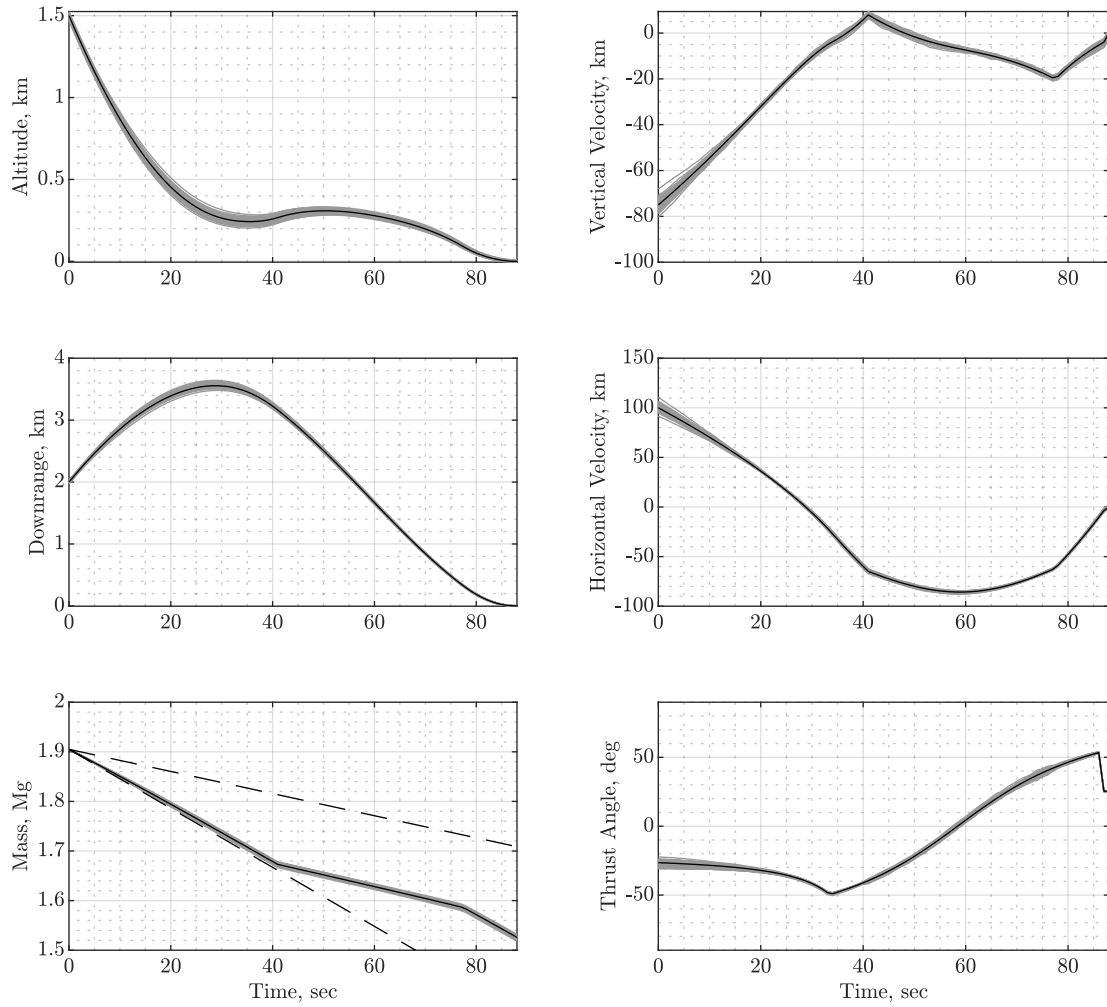 1.5
1
0.5
0
Altitude, km
0 20 40 60 80
0
-20
-40
-60
-80
-100
Vertical Velocity, km
0 20 40 60 80
4
3
2
1
0
Downrange, km
0 20 40 60 80
150
100
50
0
-50
-100
Horizontal Velocity, km
0 20 40 60 80
2
1.9
1.8
1.7
1.6
1.5
Mass, Mg
0 20 40 60 80
Time, sec
50
0
-50
Thrust Angle, deg
0 20 40 60 80
Time, sec